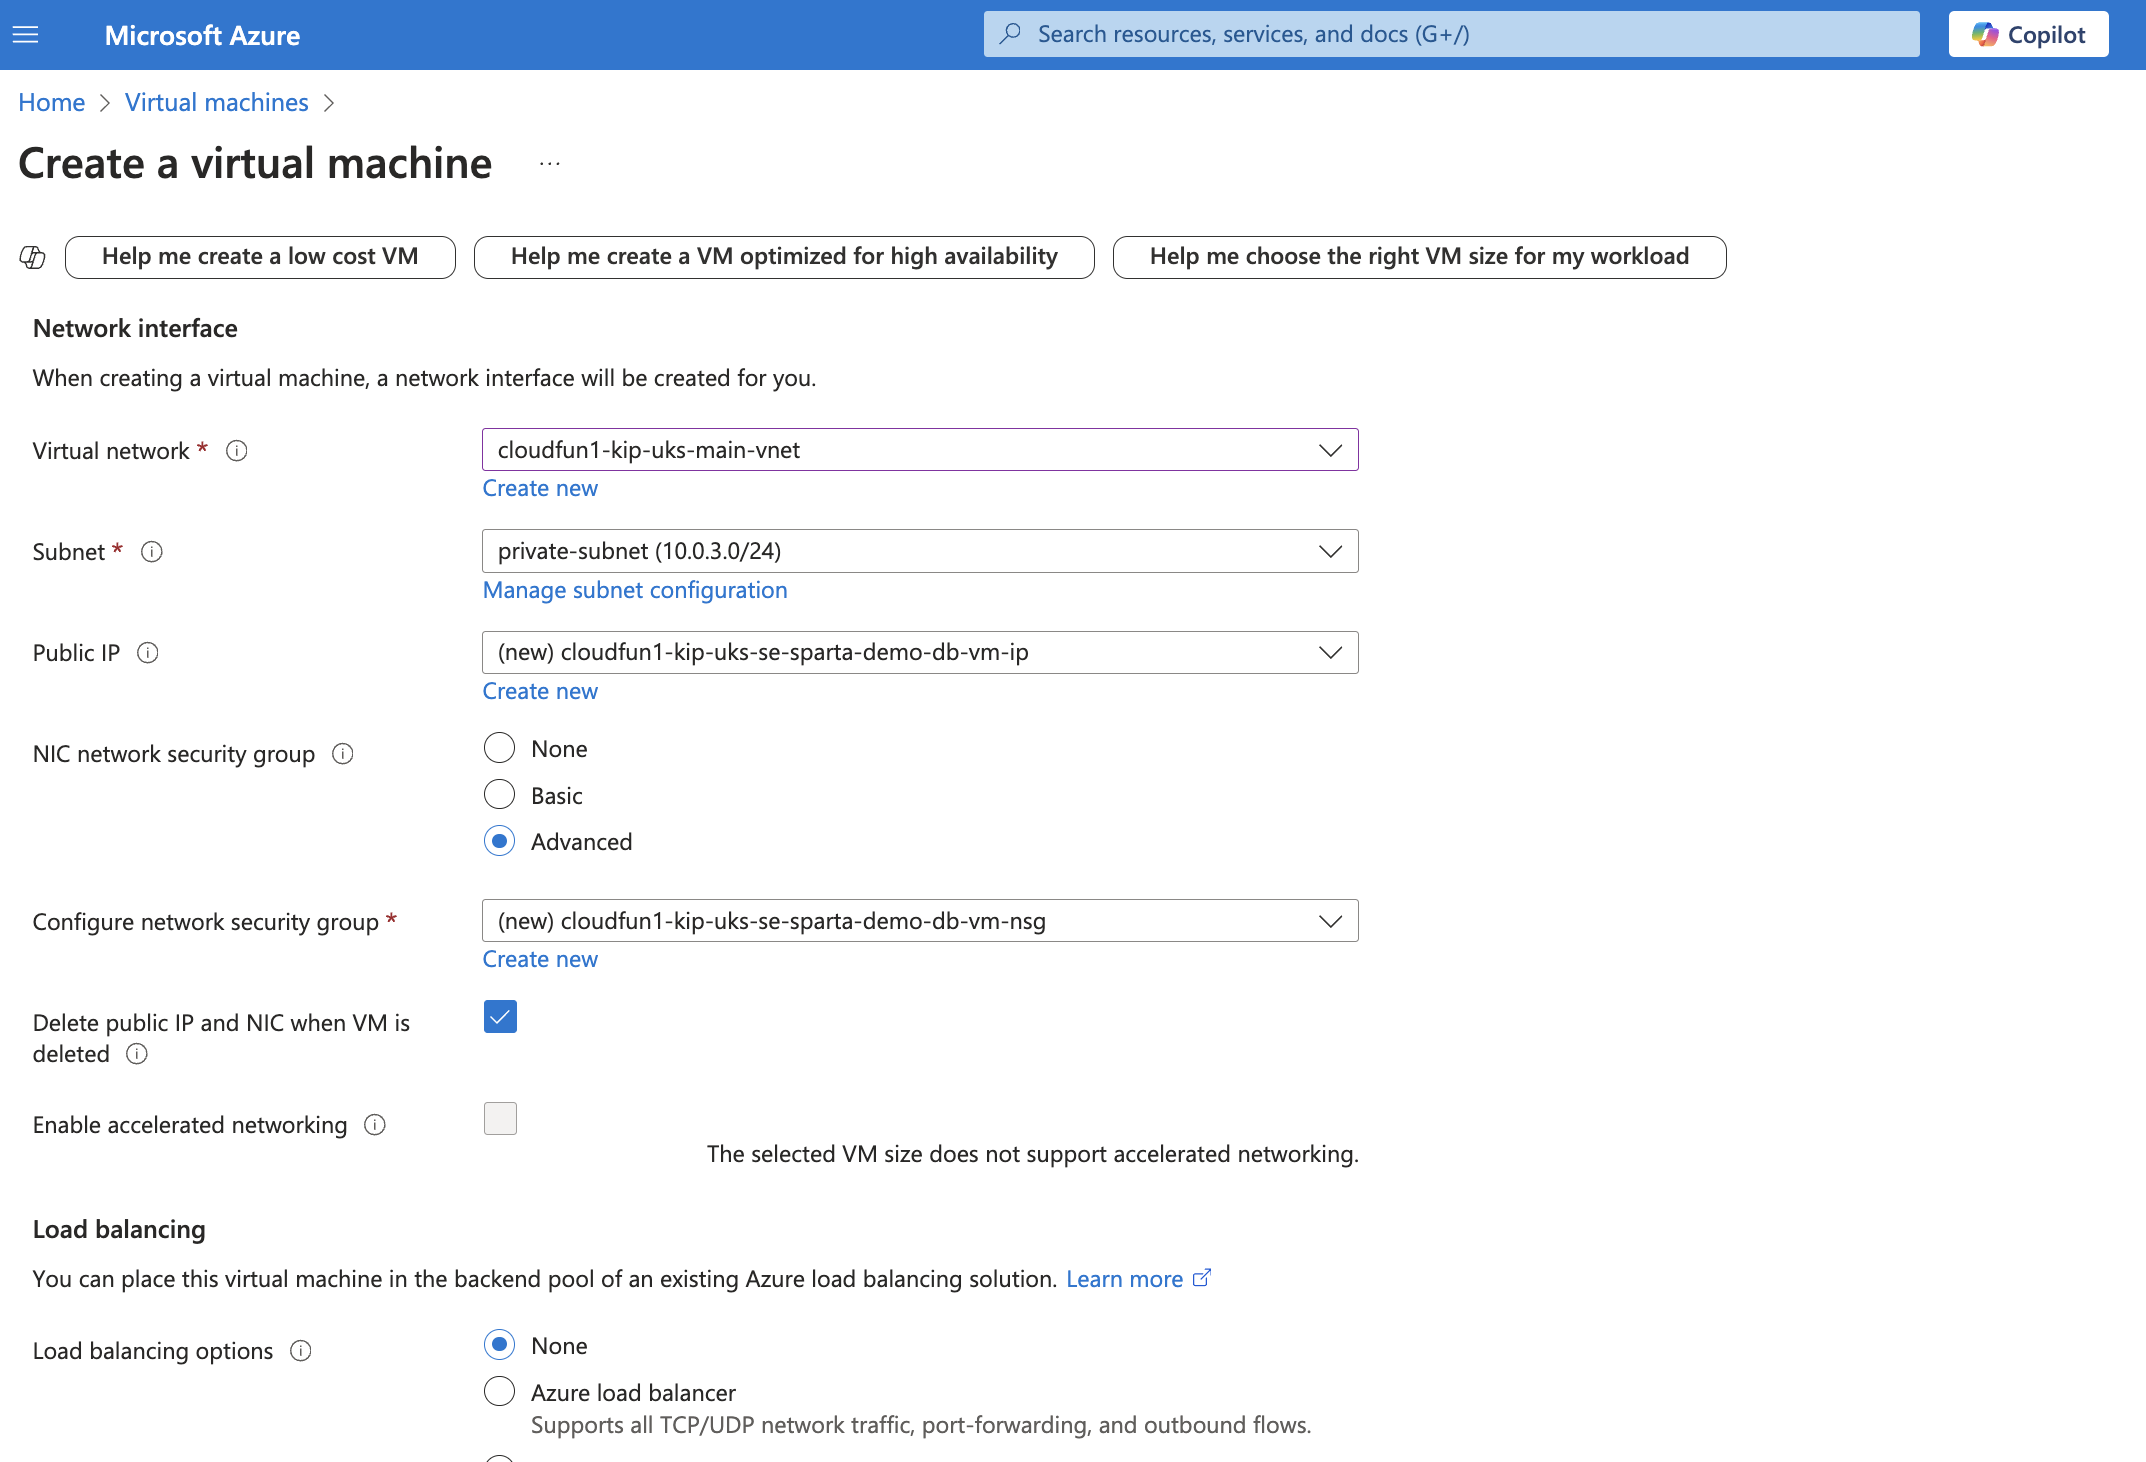 Microsoft Azure
Search resources, services, and docs (G+/)
Copilot
Home > Virtual machines >
Create a virtual machine ...
Help me create a low cost VM
Help me create a VM optimized for high availability
Help me choose the right VM size for my workload
Network interface
When creating a virtual machine, a network interface will be created for you.
Virtual network *
cloudfun1-kip-uks-main-vnet
Create new
Subnet *
private-subnet (10.0.3.0/24)
Manage subnet configuration
Public IP
(new) cloudfun1-kip-uks-se-sparta-demo-db-vm-ip
Create new
NIC network security group
None
Basic
Advanced
Configure network security group *
(new) cloudfun1-kip-uks-se-sparta-demo-db-vm-nsg
Create new
Delete public IP and NIC when VM is
deleted
Enable accelerated networking
The selected VM size does not support accelerated networking.
Load balancing
You can place this virtual machine in the backend pool of an existing Azure load balancing solution. Learn more
Load balancing options
None
Azure load balancer
Supports all TCP/UDP network traffic, port-forwarding, and outbound flows.